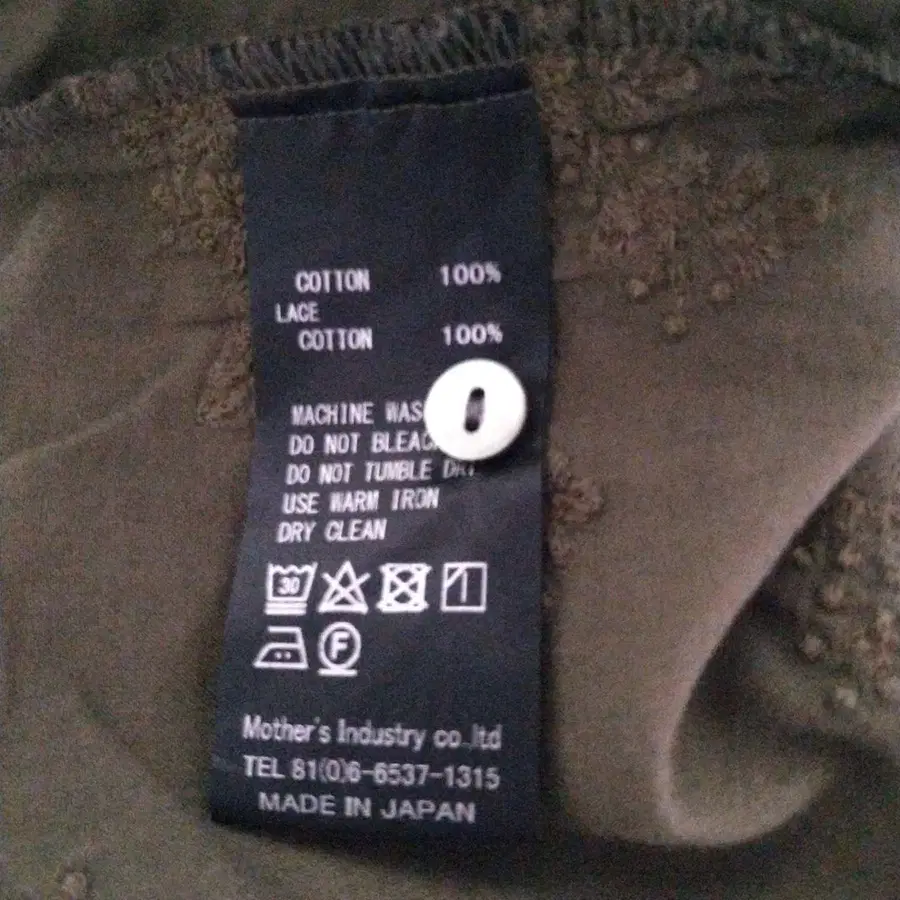 COTTON 100%
LACE
COTTON 100%
MACHINE WAS
DO NOT BLEAC
DO NOT TUMBLE DRY
USE WARM IRON
DRY CLEAN
30
F
Mother's Industry co.,ltd
TEL 81(0)6-6537-1315
MADE IN JAPAN